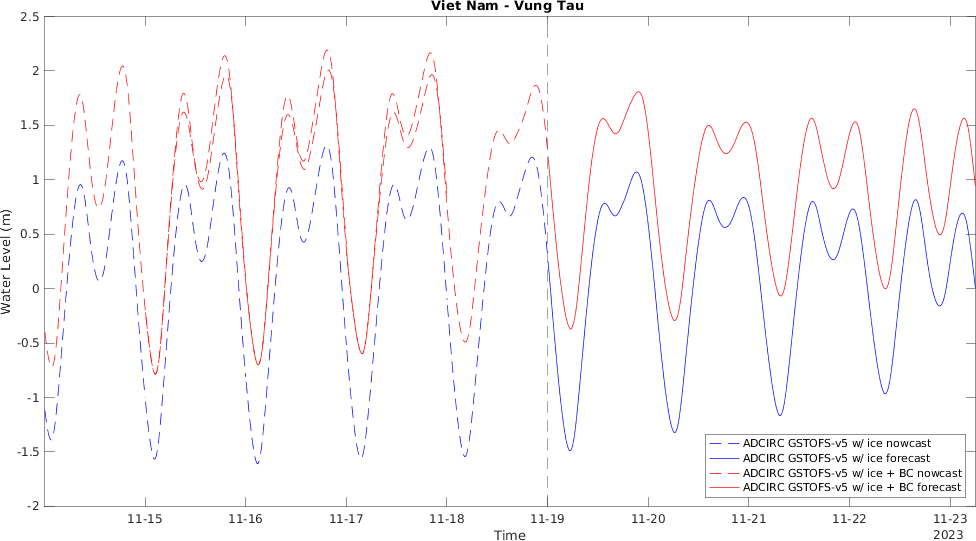 Viet Nam - Vung Tau
2.5
2
1.5
1
0.5
0
-0.5
-1
-1.5
-2
Water Level (m)
11-15 11-16 11-17 11-18 11-19 11-20 11-21 11-22 11-23
Time
2023
ADCIRC GSTOFS-v5 w/ ice nowcast
ADCIRC GSTOFS-v5 w/ ice forecast
ADCIRC GSTOFS-v5 w/ ice + BC nowcast
ADCIRC GSTOFS-v5 w/ ice + BC forecast